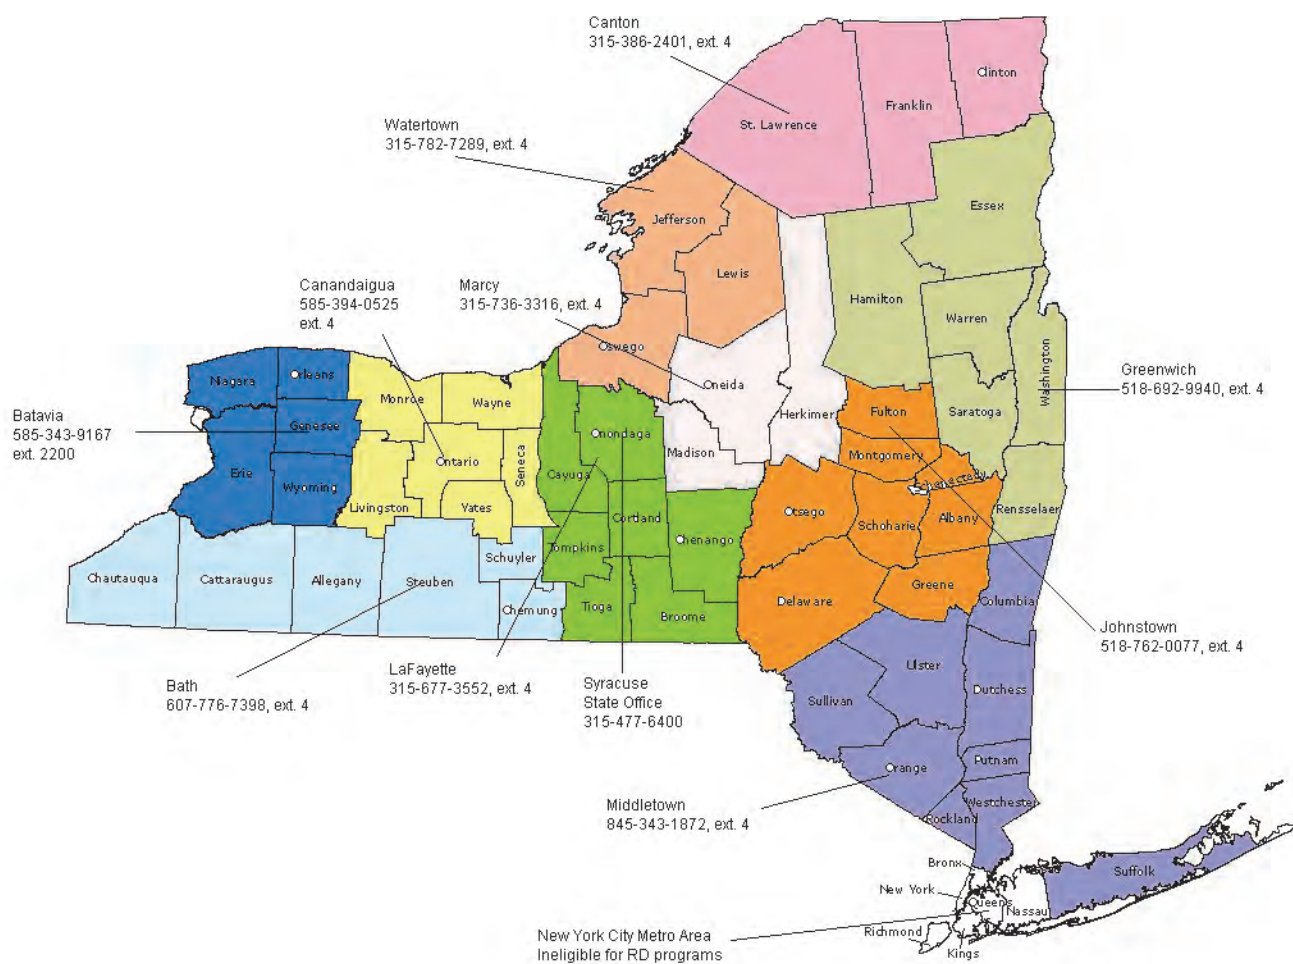 Canton
315-386-2401, ext. 4
Clinton
Franklin
St. Lawrence
Watertown
315-782-7289, ext. 4
Essex
Jefferson
Lewis
Canandaigua
585-394-0525
ext. 4
Marcy
315-736-3316, ext. 4
Hamilton
Warren
Washington
Oswego
Greenwich
518-692-9940, ext. 4
Niagara
Orleans
Monroe
Wayne
Oneida
Herkimer
Fulton
Saratoga
Batavia
585-343-9167
ext. 2200
Genesee
Onondaga
Madison
Montgomery
Erie
Wyoming
Ontario
Seneca
Cayuga
Schenectady
Livingston
Yates
Cortland
Otsego
Schoharie
Albany
Rensselaer
Chenango
Tompkins
Schuyler
Chautauqua
Cattaraugus
Allegany
Steuben
Chemung
Tioga
Broome
Delaware
Greene
Columbia
Johnstown
518-762-0077, ext. 4
Bath
607-776-7398, ext. 4
LaFayette
315-677-3552, ext. 4
Syracuse
State Office
315-477-6400
Ulster
Sullivan
Dutchess
Orange
Putnam
Middletown
845-343-1872, ext. 4
Westchester
Rockland
Bronx
Suffolk
New York
Queens
Nassau
Richmond
Kings
New York City Metro Area
Ineligible for RD programs